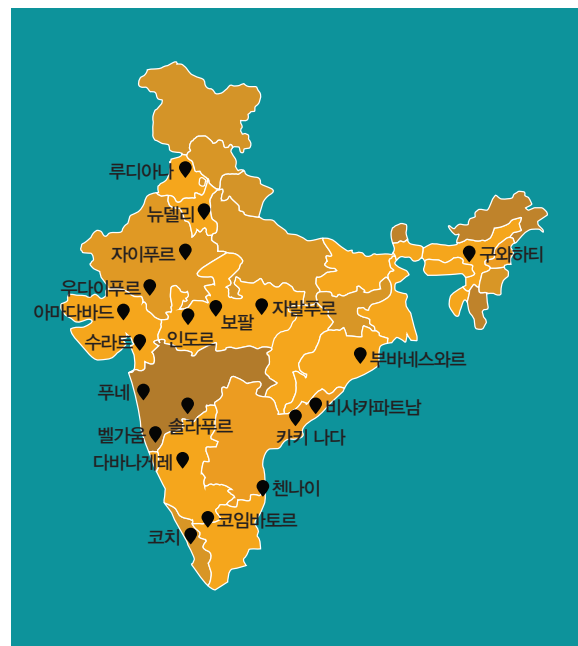 루디아나
뉴델리
자이푸르
구와하티
우다이푸르
아마다바드
자발푸르
보팔
인도르
수라트
부바네스와르
푸네
비샤카파트남
솔라푸르
카키 나다
벨가움
다바나게레
첸나이
코임바토르
코치